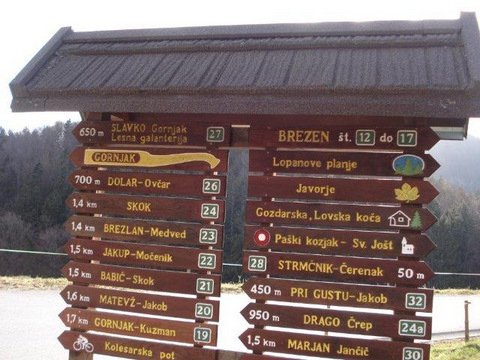 650 m SLAVKO Gornjak 27
Lesna galanterija
GORNJAK
700 m DOLAR-Ovčar 26
1,4 km SKOK 24
1,4 km BREZLAN-Medved 23
1,5 km JAKUP-Močenik 22
1,5 km BABIČ-Skok 21
1,6 km MATEVŽ-Jakob 20
1,7 km GORNJAK-Kuzman 19
Kolesarska pot
BREZEN št. 12 do 17
Lopanove planje
Javorje
Gozdarska, Lovska koča
Paški kozjak - Sv. Jošt
28 STRMČNIK-Čerenak 50 m
450 m PRI GUSTU-Jakob 32
950 m DRAGO Črep 24a
1,5 km MARJAN Jančič 30